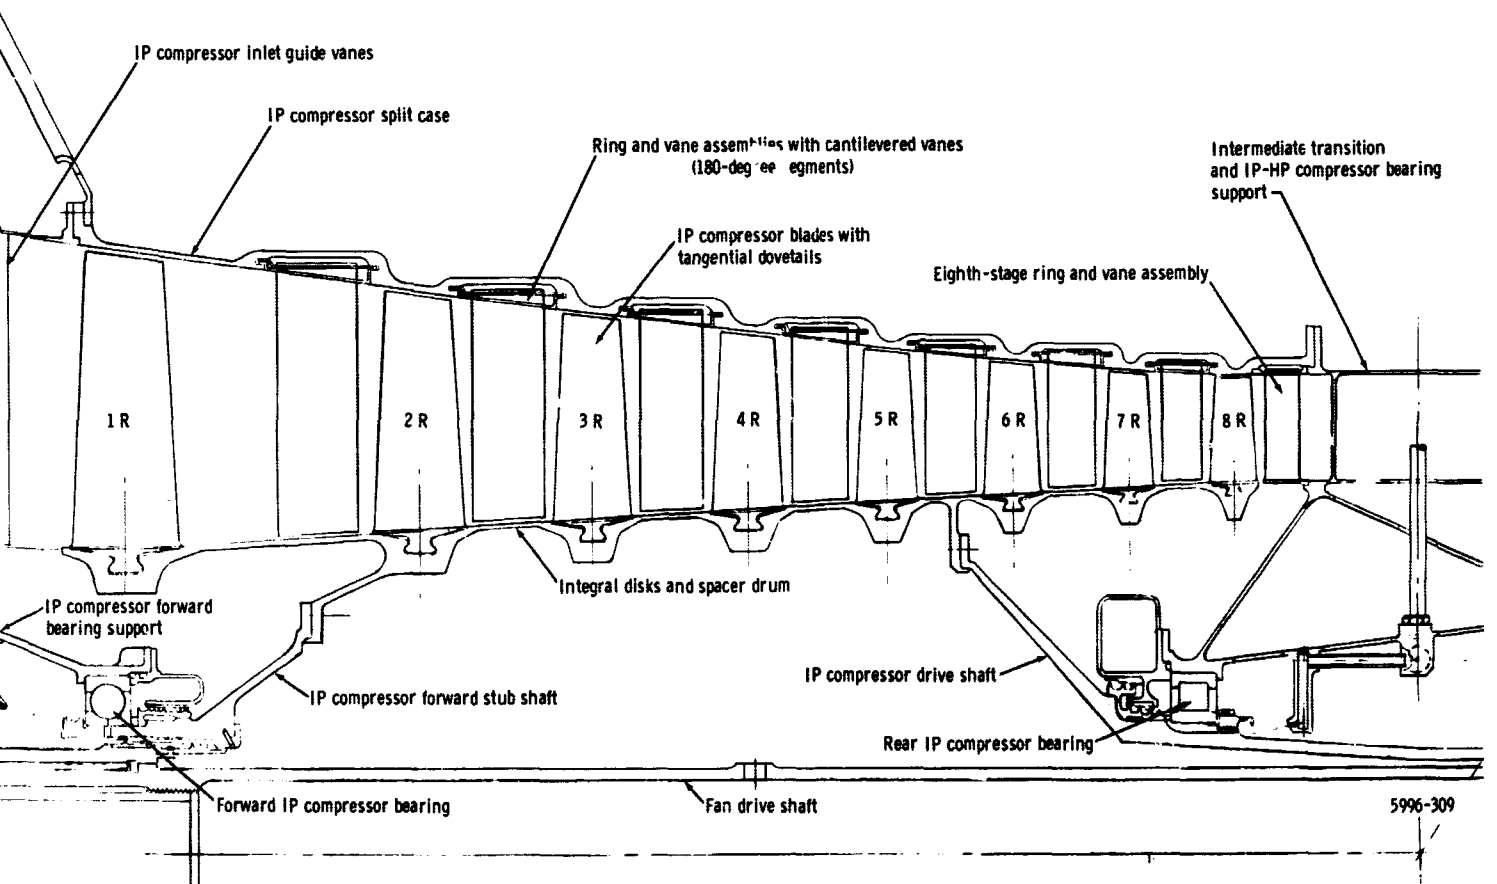 IP compressor inlet guide vanes
IP compressor split case
Ring and vane assemblies with cantilevered vanes
(180-degree egments)
Intermediate transition
and IP-HP compressor bearing
support
IP compressor blades with
tangential dovetails
Eighth-stage ring and vane assembly
1 R
2 R
3 R
4 R
5 R
6 R
7 R
8 R
Integral disks and spacer drum
IP compressor forward
bearing support
IP compressor forward stub shaft
IP compressor drive shaft
Rear IP compressor bearing
Forward IP compressor bearing
Fan drive shaft
5996-309